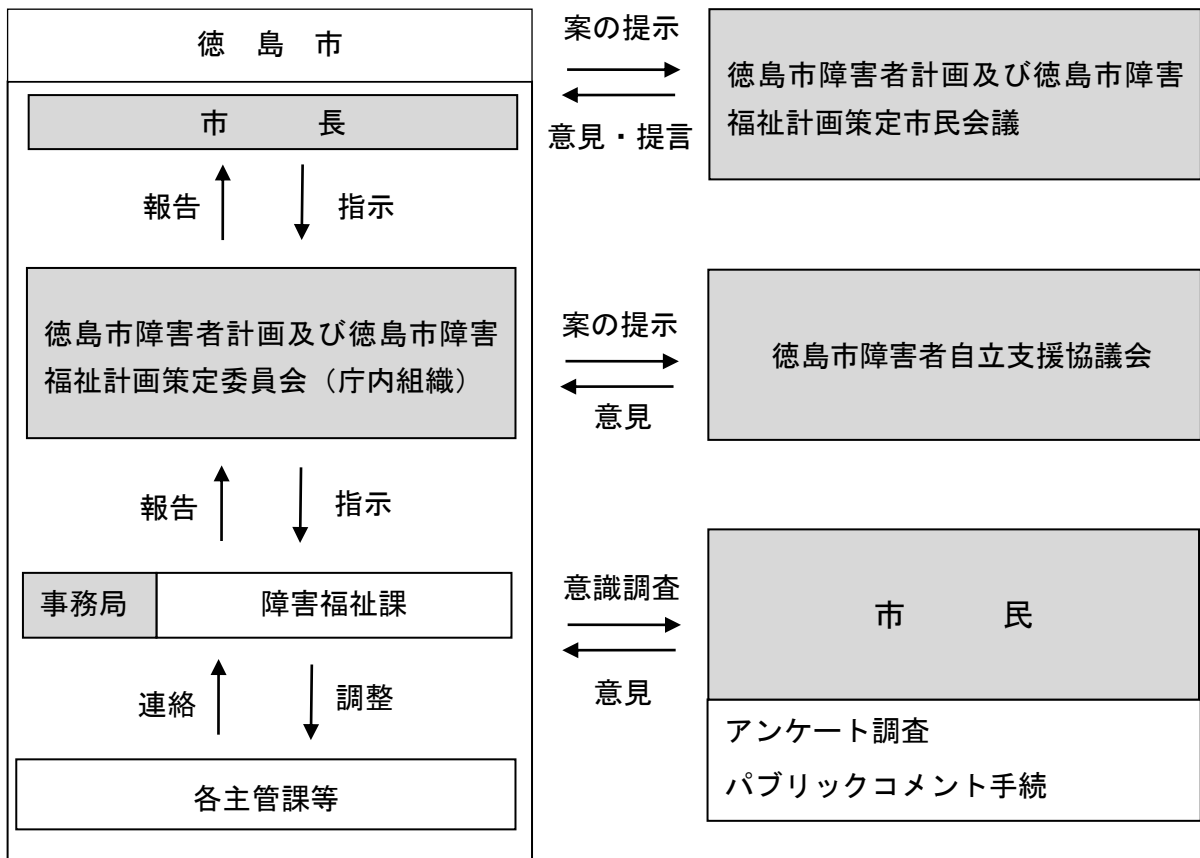 徳　島　市
市　　　長
報告
指示
徳島市障害者計画及び徳島市障害
福祉計画策定委員会（庁内組織）
報告
指示
事務局
障害福祉課
連絡
調整
各主管課等
案の提示
意見・提言
徳島市障害者計画及び徳島市障害
福祉計画策定市民会議
案の提示
意見
徳島市障害者自立支援協議会
意識調査
意見
市　　　民
アンケート調査
パブリックコメント手続